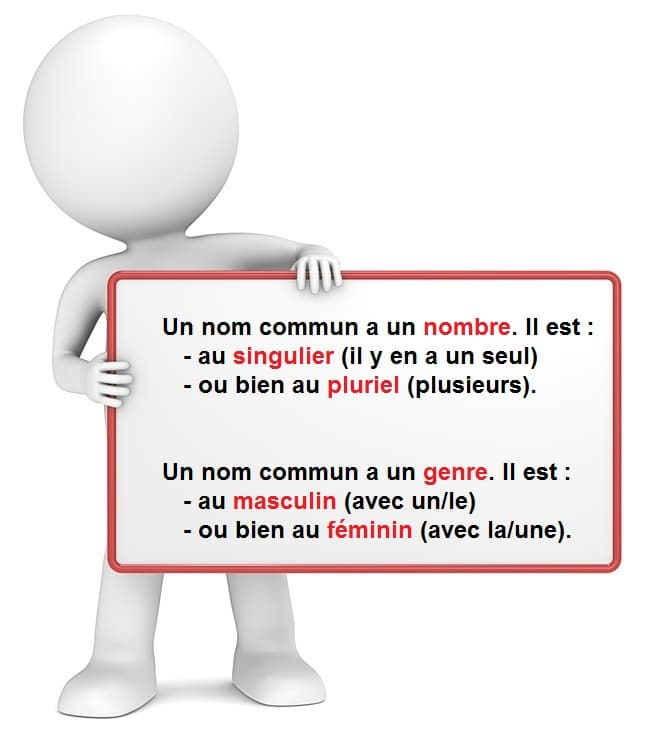 Un nom commun a un nombre. Il est :
- au singulier (il y en a un seul)
- ou bien au pluriel (plusieurs).
Un nom commun a un genre. Il est :
- au masculin (avec un/le)
- ou bien au féminin (avec la/une).